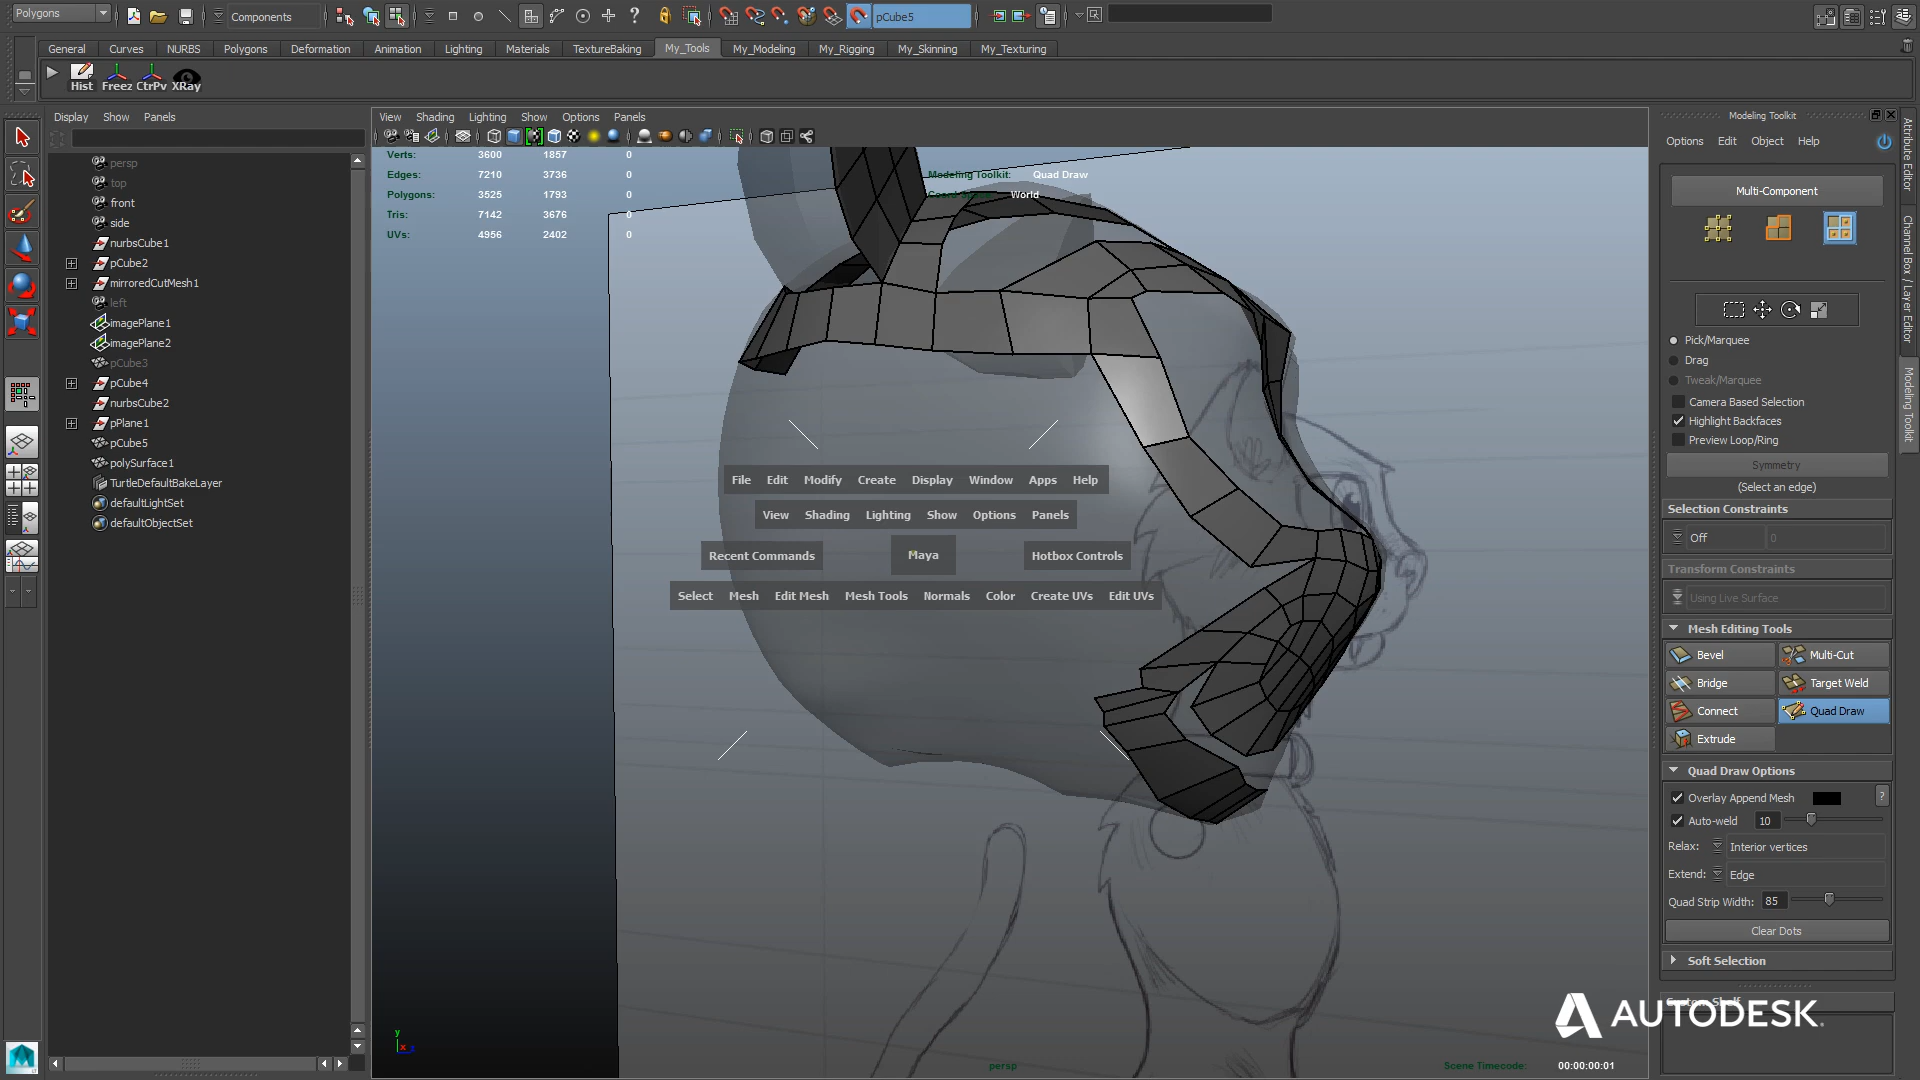 Polygons Components pCube5
General Curves NURBS Polygons Deformation Animation Lighting Materials TextureBaking My_Tools My_Modeling My_Rigging My_Skinning My_Texturing
Hist Freez CtrPv XRay
Display Show Panels
persp
top
front
side
nurbsCube1
pCube2
mirroredCutMesh1
left
imagePlane1
imagePlane2
pCube3
pCube4
nurbsCube2
pPlane1
pCube5
polySurface1
TurtleDefaultBakeLayer
defaultLightSet
defaultObjectSet
View Shading Lighting Show Options Panels
Verts: 3600 1857 0
Edges: 7210 3736 0
Polygons: 3525 1793 0
Tris: 7142 3676 0
UVs: 4956 2402 0
Modeling Toolkit: Quad Draw
World
File Edit Modify Create Display Window Apps Help
View Shading Lighting Show Options Panels
Recent Commands Maya Hotbox Controls
Select Mesh Edit Mesh Mesh Tools Normals Color Create UVs Edit UVs
persp
Scene Timecode: 00:00:00:01
Modeling Toolkit
Options Edit Object Help
Multi-Component
Pick/Marquee
Drag
Tweak/Marquee
Camera Based Selection
Highlight Backfaces
Preview Loop/Ring
Symmetry
(Select an edge)
Selection Constraints
Off 0
Transform Constraints
Using Live Surface
Mesh Editing Tools
Bevel Multi-Cut
Bridge Target Weld
Connect Quad Draw
Extrude
Quad Draw Options
Overlay Append Mesh ?
Auto-weld 10
Relax: Interior vertices
Extend: Edge
Quad Strip Width: 85
Clear Dots
Soft Selection
Custom Shelf
AUTODESK.
Attribute Editor
Channel Box / Layer Editor
Modeling Toolkit